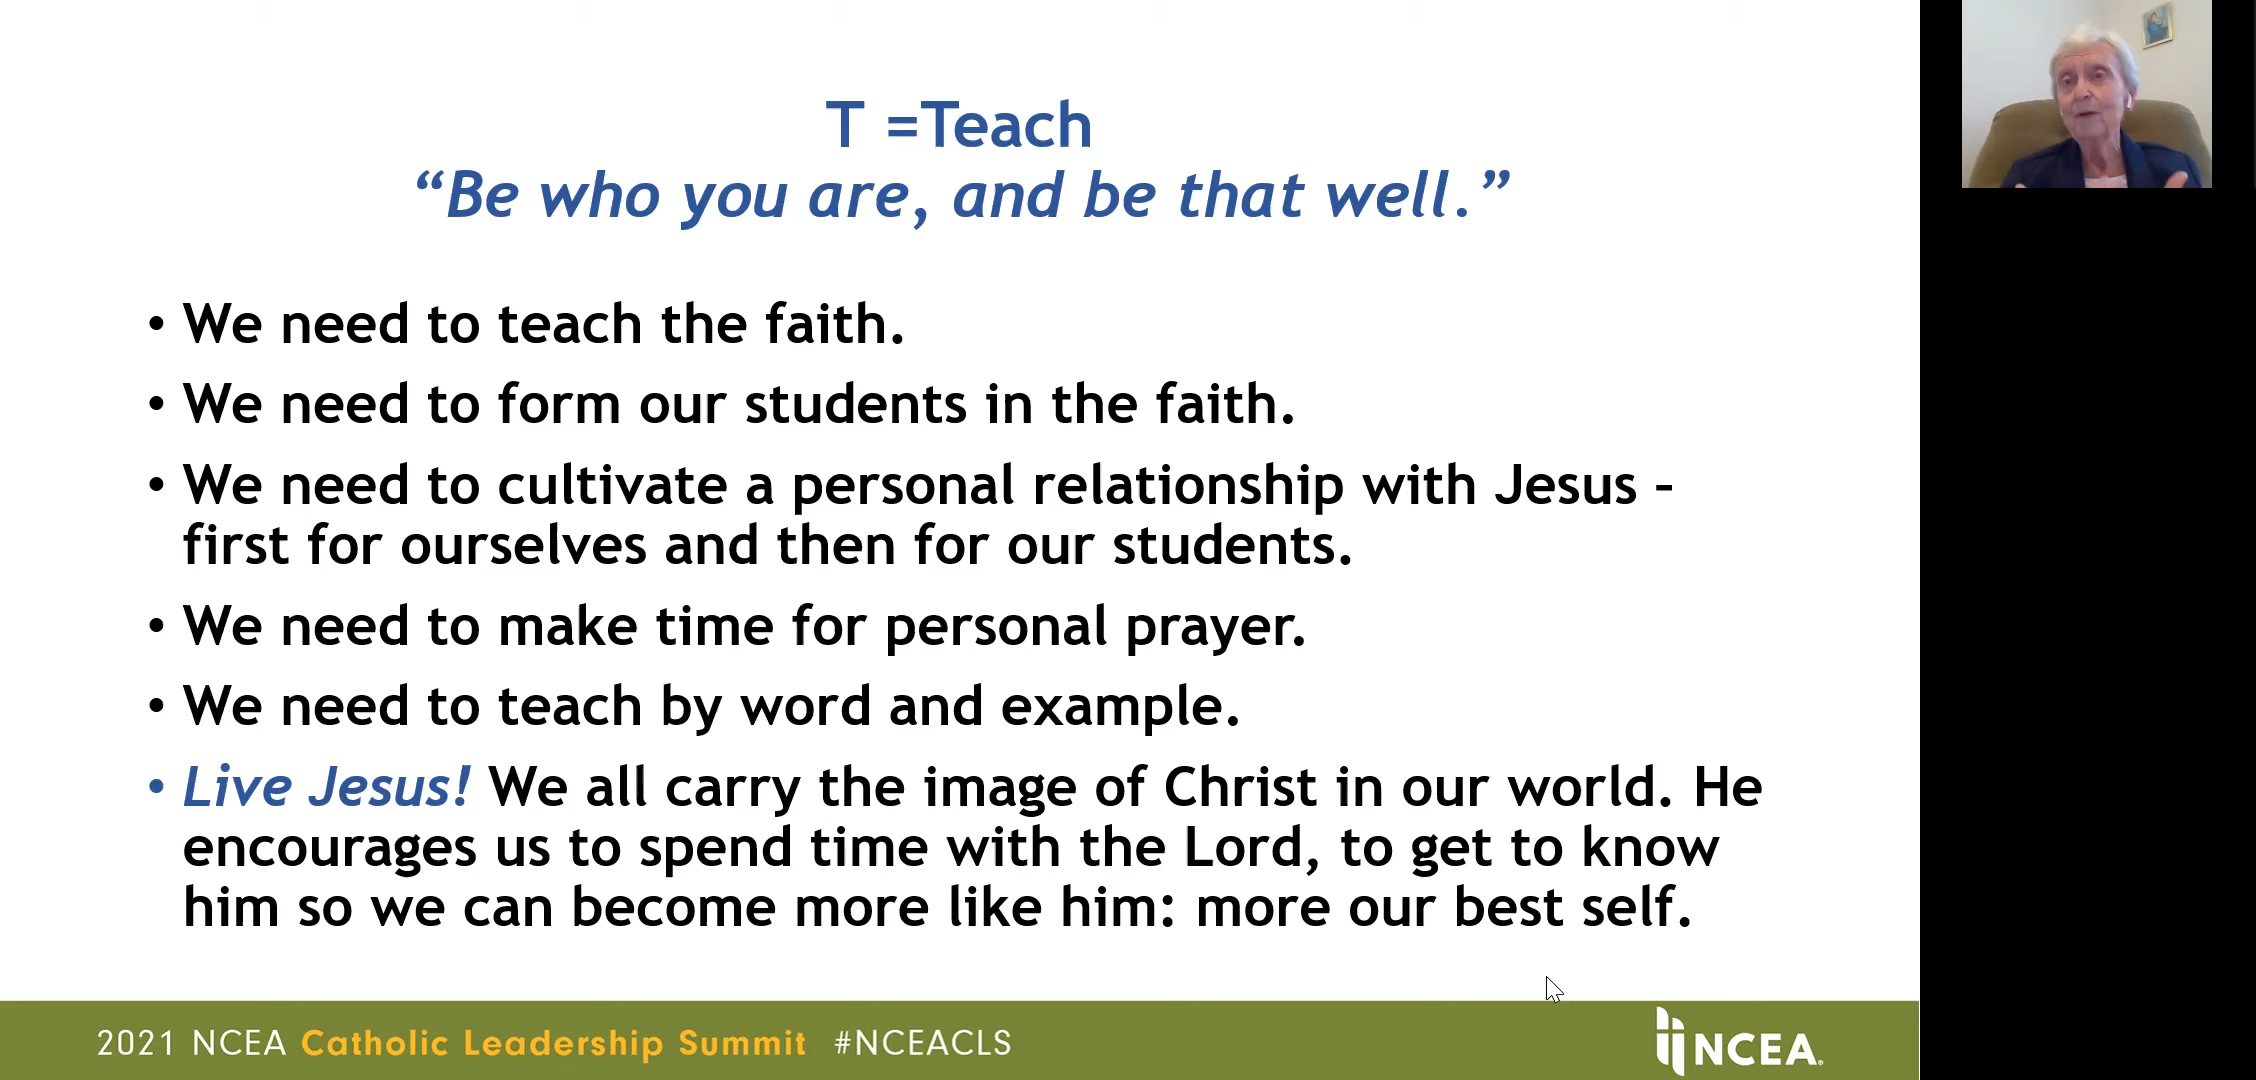 T =Teach
“Be who you are, and be that well.”
• We need to teach the faith.
• We need to form our students in the faith.
• We need to cultivate a personal relationship with Jesus –
first for ourselves and then for our students.
• We need to make time for personal prayer.
• We need to teach by word and example.
• Live Jesus! We all carry the image of Christ in our world. He
encourages us to spend time with the Lord, to get to know
him so we can become more like him: more our best self.
2021 NCEA Catholic Leadership Summit #NCEACLS
NCEA.